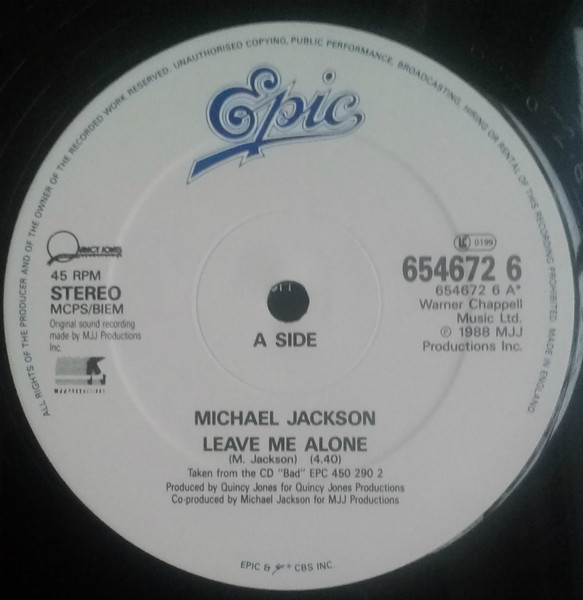 ALL RIGHTS OF THE PRODUCER AND OF THE OWNER OF THE RECORDED WORK RESERVED. UNAUTHORISED COPYING, PUBLIC PERFORMANCE, BROADCASTING, HIRING OR RENTAL OF THIS RECORDING PROHIBITED. MADE IN ENGLAND.
Epic
QUINCY JONES
45 RPM
STEREO
MCPS/BIEM
Original sound recording
made by MJJ Productions
Inc.
LC 0199
654672 6
654672 6 A*
Warner Chappell
Music Ltd.
℗ 1988 MJJ
Productions Inc.
A SIDE
MICHAEL JACKSON
LEAVE ME ALONE
(M. Jackson) (4.40)
Taken from the CD "Bad" EPC 450 290 2
Produced by Quincy Jones for Quincy Jones Productions
Co-produced by Michael Jackson for MJJ Productions
EPIC & CBS INC.